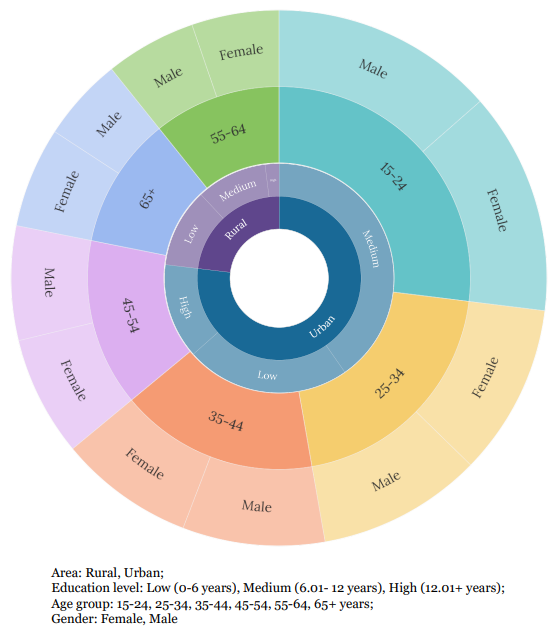 Female
Male
Male
55-64
Male
15-24
Female
65+
Female
Medium
Low
Rural
Medium
High
Urban
Low
Male
45-54
Female
25-34
Female
Male
35-44
Female
Male
Area: Rural, Urban;
Education level: Low (0-6 years), Medium (6.01- 12 years), High (12.01+ years);
Age group: 15-24, 25-34, 35-44, 45-54, 55-64, 65+ years;
Gender: Female, Male